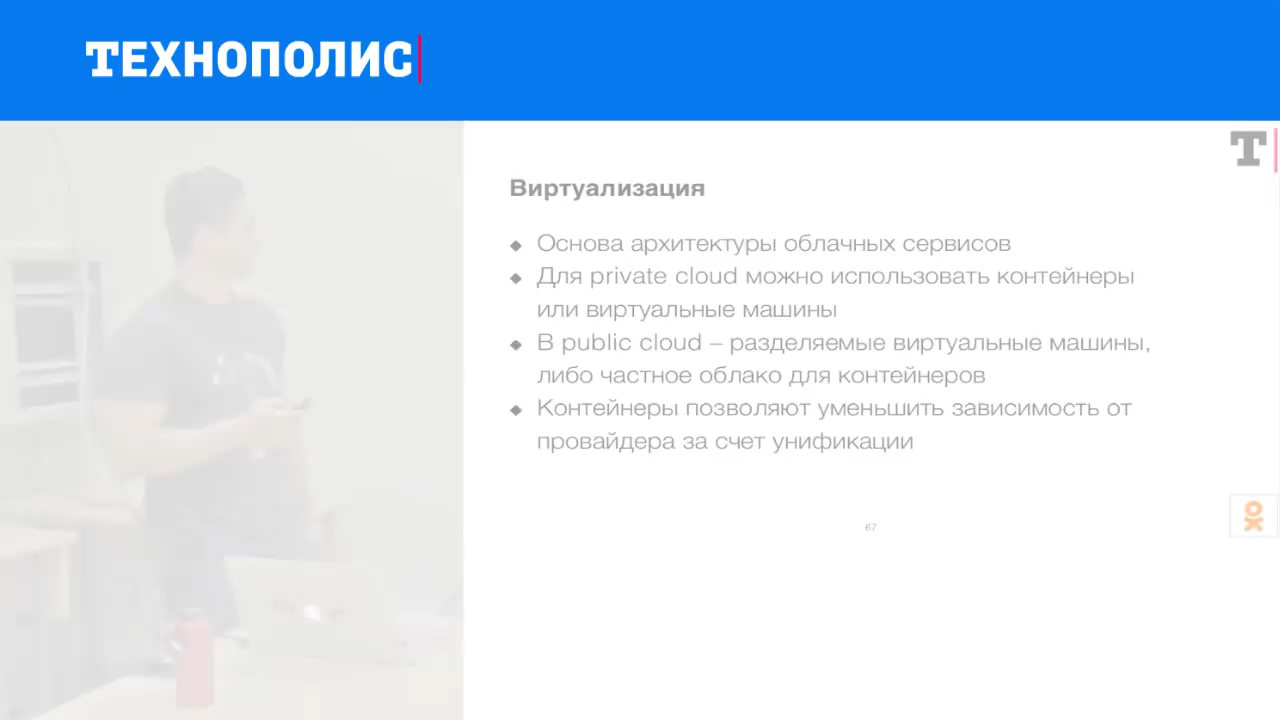 ТЕХНОПОЛИС
Т
Виртуализация
Основа архитектуры облачных сервисов
Для private cloud можно использовать контейнеры
или виртуальные машины
В public cloud – разделяемые виртуальные машины,
либо частное облако для контейнеров
Контейнеры позволяют уменьшить зависимость от
провайдера за счет унификации
67